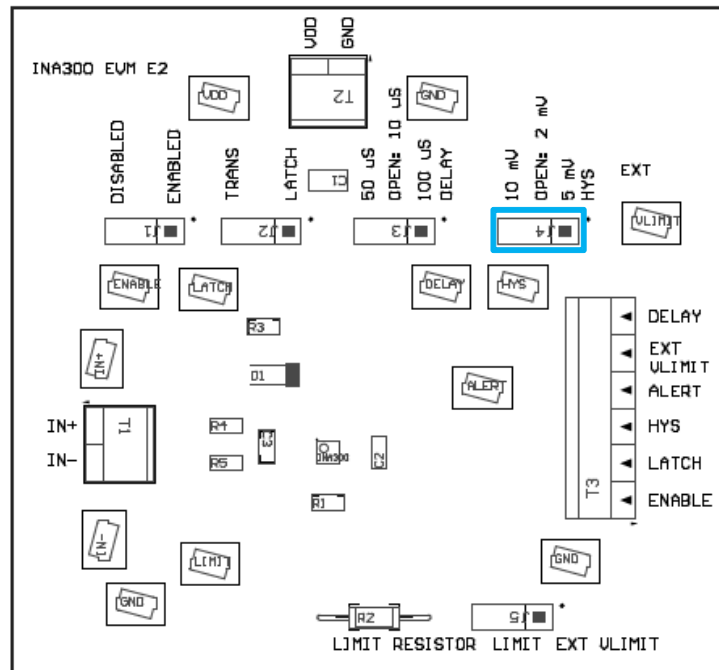 VDD
GND
INA300 EVM E2
VDD
T2
GND
DISABLED
ENABLED
TRANS
LATCH
C1
50 uS
OPEN: 10 uS
100 uS
DELAY
10 mV
OPEN: 2 mV
5 mV
HYS
EXT
VLIMIT
J1
J2
J3
J4
ENABLE
LATCH
DELAY
HYS
R3
DELAY
IN+
EXT
VLIMIT
D1
ALERT
ALERT
IN+
T1
R4
C3
HYS
IN-
R5
INA300
C2
LATCH
T3
R1
ENABLE
IN-
LIMIT
GND
GND
R2
J5
LIMIT RESISTOR LIMIT EXT VLIMIT